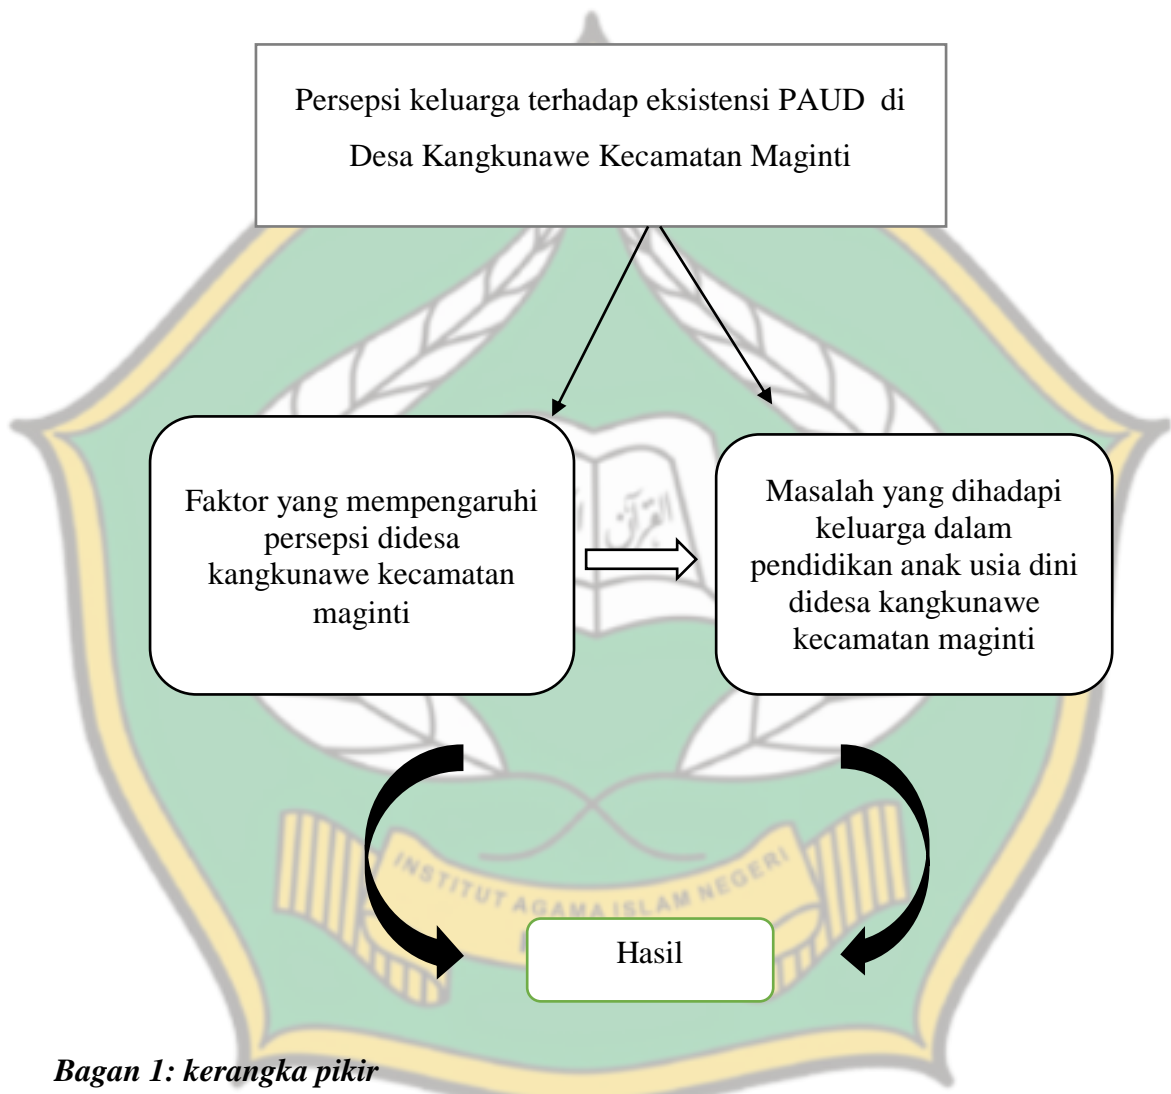 Persepsi keluarga terhadap eksistensi PAUD di
Desa Kangkunawe Kecamatan Maginti
Faktor yang mempengaruhi
persepsi didesa
kangkunawe kecamatan
maginti
Masalah yang dihadapi
keluarga dalam
pendidikan anak usia dini
didesa kangkunawe
kecamatan maginti
INSTITUT AGAMA ISLAM NEGERI
Hasil
Bagan 1: kerangka pikir